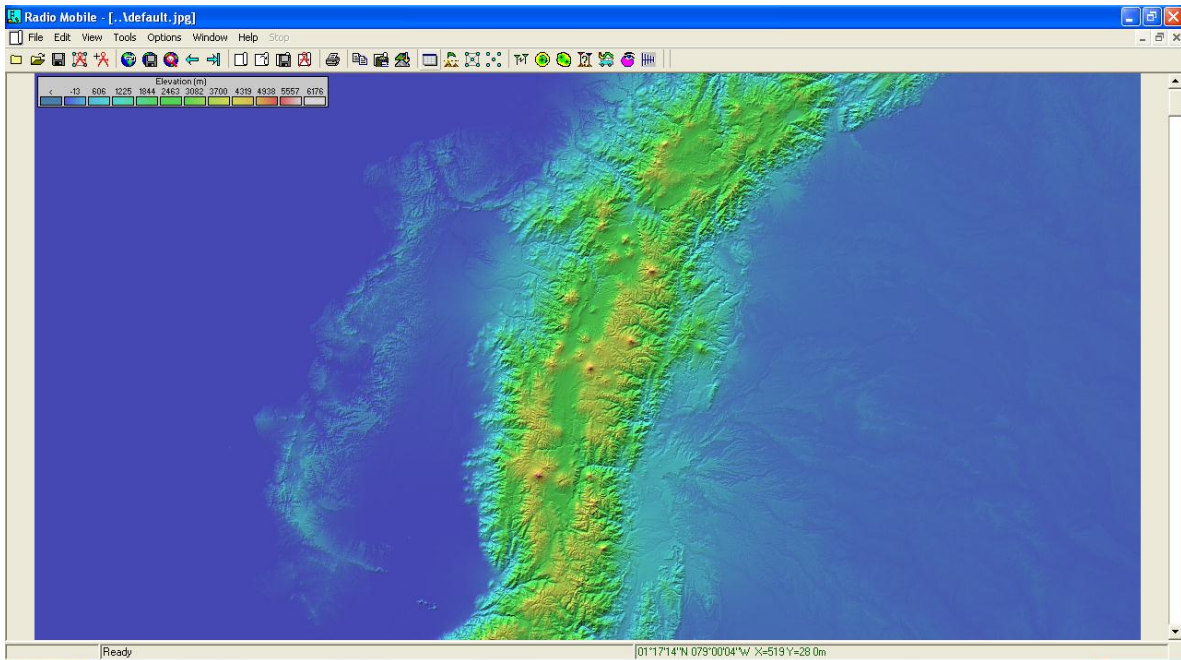 Radio Mobile - [..\default.jpg]
File Edit View Tools Options Window Help Stop
Elevation (m)
< -13 606 1225 1844 2463 3082 3700 4319 4938 5557 6176
Ready
01°17'14''N 079°00'04''W X=519 Y=28 0m